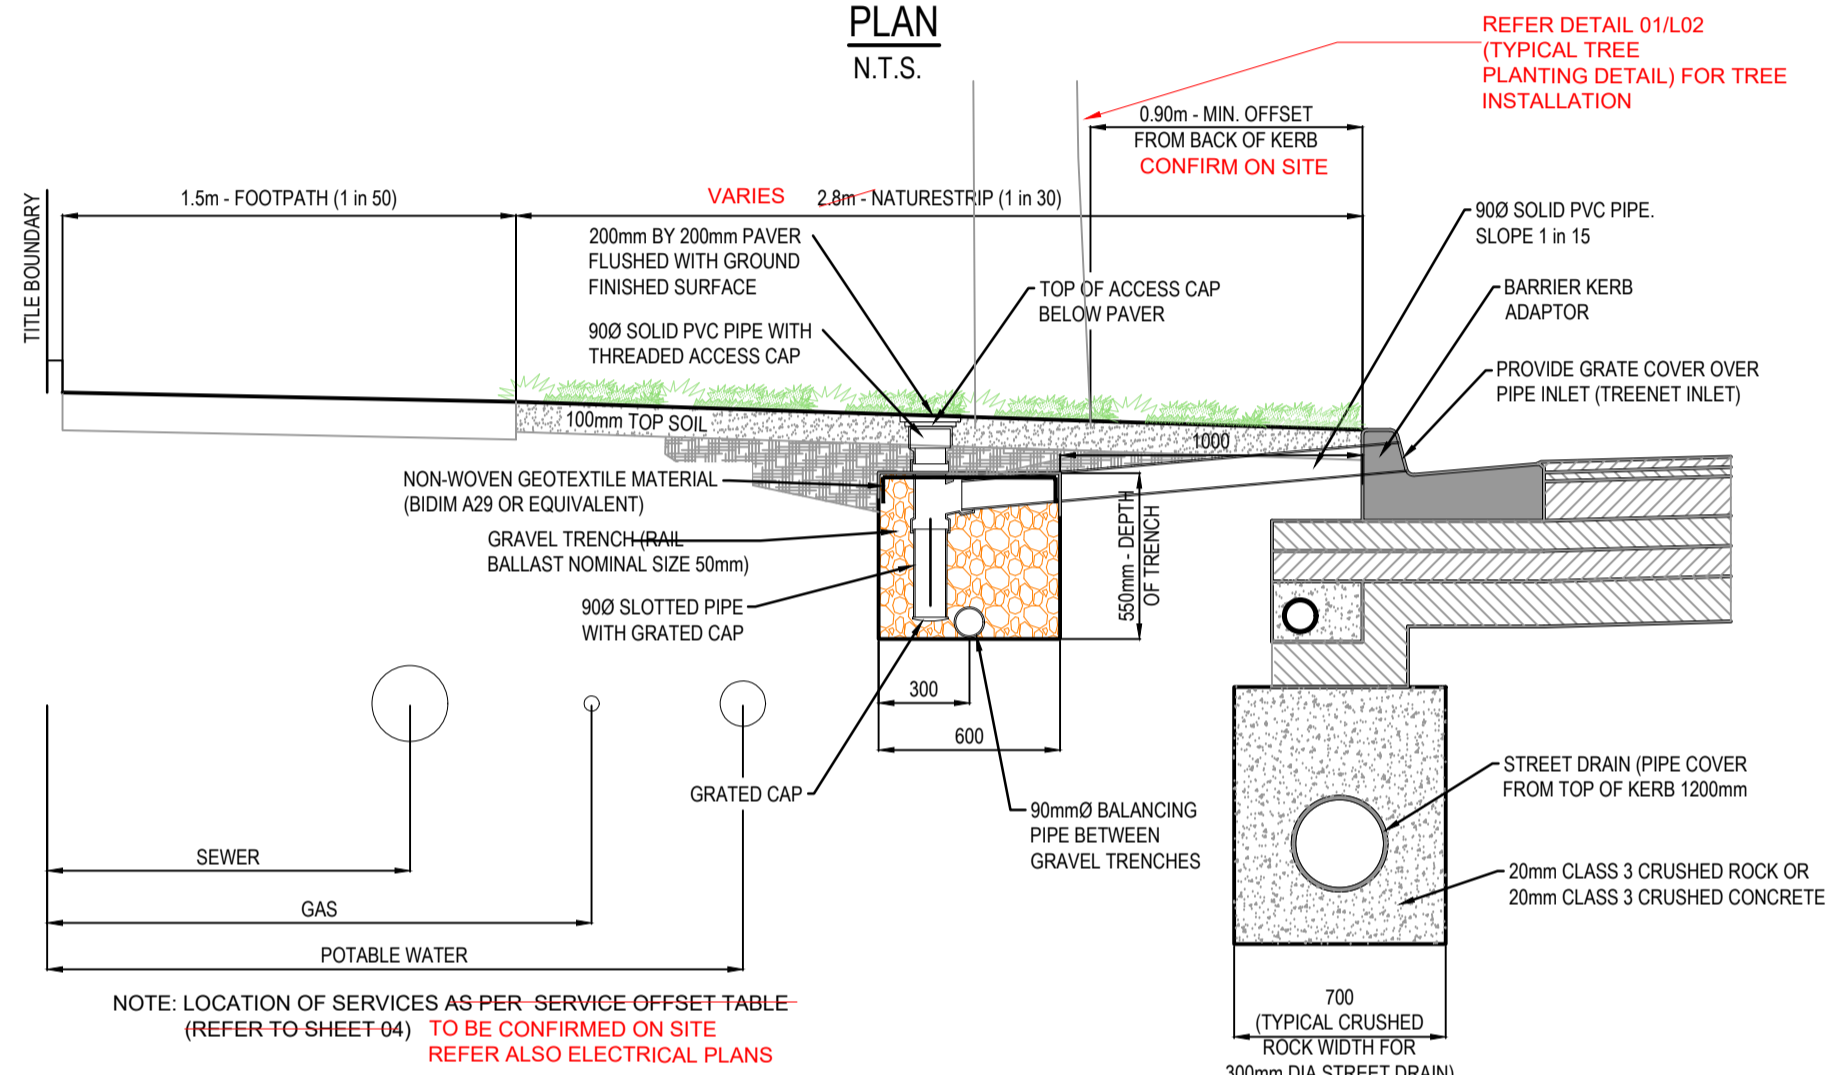 PLAN
N.T.S.
REFER DETAIL 01/L02
(TYPICAL TREE
PLANTING DETAIL) FOR TREE
INSTALLATION
0.90m - MIN. OFFSET
FROM BACK OF KERB
CONFIRM ON SITE
TITLE BOUNDARY
1.5m - FOOTPATH (1 in 50)
VARIES 2.8m - NATURESTRIP (1 in 30)
200mm BY 200mm PAVER
FLUSHED WITH GROUND
FINISHED SURFACE
90Ø SOLID PVC PIPE WITH
THREADED ACCESS CAP
TOP OF ACCESS CAP
BELOW PAVER
90Ø SOLID PVC PIPE.
SLOPE 1 in 15
BARRIER KERB
ADAPTOR
PROVIDE GRATE COVER OVER
PIPE INLET (TREENET INLET)
100mm TOP SOIL
1000
NON-WOVEN GEOTEXTILE MATERIAL
(BIDIM A29 OR EQUIVALENT)
GRAVEL TRENCH (RAIL
BALLAST NOMINAL SIZE 50mm)
90Ø SLOTTED PIPE
WITH GRATED CAP
550mm - DEPTH
OF TRENCH
300
600
GRATED CAP
90mmØ BALANCING
PIPE BETWEEN
GRAVEL TRENCHES
STREET DRAIN (PIPE COVER
FROM TOP OF KERB 1200mm
20mm CLASS 3 CRUSHED ROCK OR
20mm CLASS 3 CRUSHED CONCRETE
SEWER
GAS
POTABLE WATER
NOTE: LOCATION OF SERVICES AS PER SERVICE OFFSET TABLE
(REFER TO SHEET 04) TO BE CONFIRMED ON SITE
REFER ALSO ELECTRICAL PLANS
700
(TYPICAL CRUSHED
ROCK WIDTH FOR
300mm DIA STREET DRAIN)